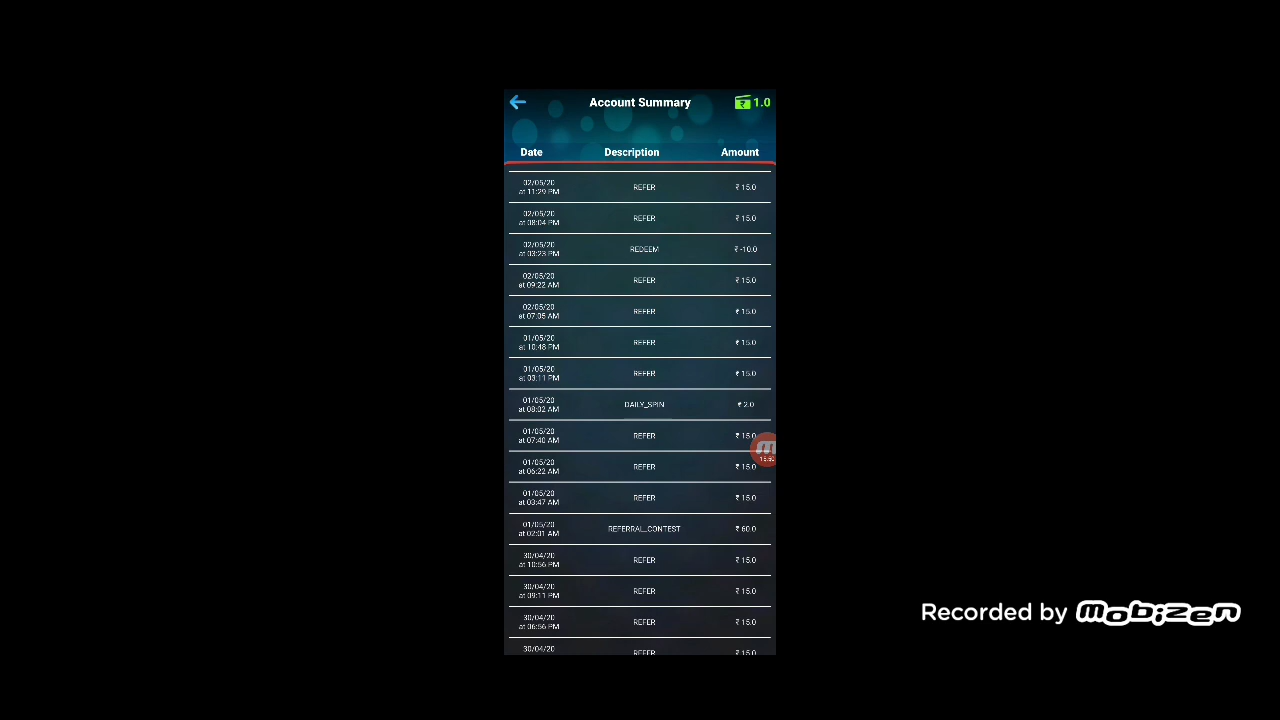 Account Summary
₹ 1.0
Date Description Amount
02/05/20
at 11:29 PM REFER ₹ 15.0
02/05/20
at 08:04 PM REFER ₹ 15.0
02/05/20
at 03:23 PM REDEEM ₹ -10.0
02/05/20
at 09:22 AM REFER ₹ 15.0
02/05/20
at 07:05 AM REFER ₹ 15.0
01/05/20
at 10:48 PM REFER ₹ 15.0
01/05/20
at 03:11 PM REFER ₹ 15.0
01/05/20
at 08:02 AM DAILY_SPIN ₹ 2.0
01/05/20
at 07:40 AM REFER ₹ 15.0
01/05/20
at 06:22 AM REFER ₹ 15.0
01/05/20
at 03:47 AM REFER ₹ 15.0
01/05/20
at 02:01 AM REFERRAL_CONTEST ₹ 60.0
30/04/20
at 10:56 PM REFER ₹ 15.0
30/04/20
at 09:11 PM REFER ₹ 15.0
30/04/20
at 06:56 PM REFER ₹ 15.0
30/04/20
REFER ₹ 15.0
Recorded by mobizen